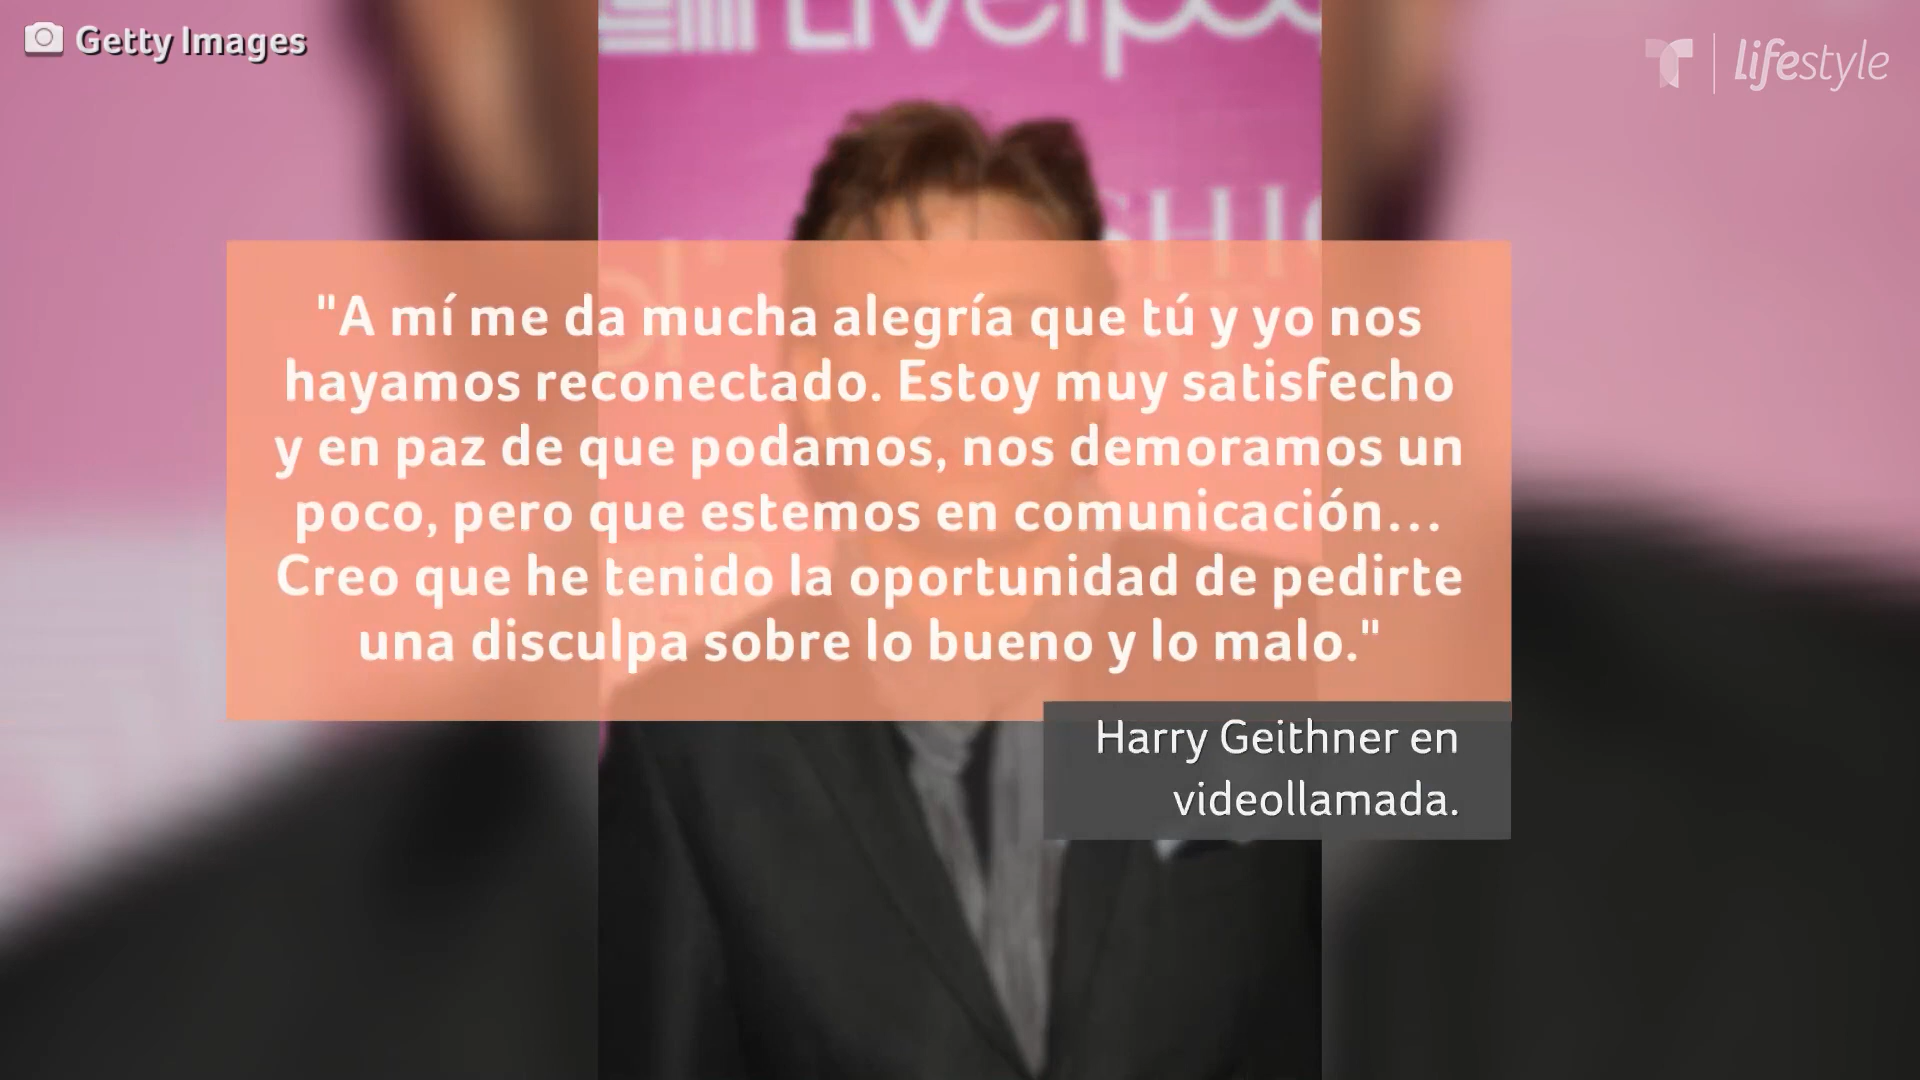 Getty Images
lifestyle
Liverpoo
SHIO
"A mí me da mucha alegría que tú y yo nos
hayamos reconectado. Estoy muy satisfecho
y en paz de que podamos, nos demoramos un
poco, pero que estemos en comunicación...
Creo que he tenido la oportunidad de pedirte
una disculpa sobre lo bueno y lo malo."
Harry Geithner en
videollamada.